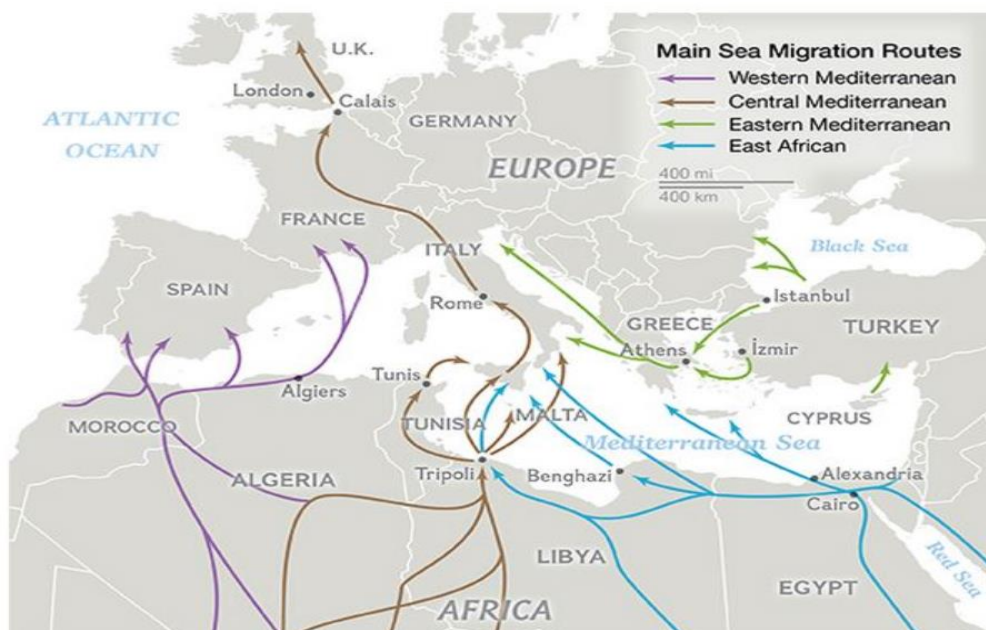 Main Sea Migration Routes
Western Mediterranean
Central Mediterranean
Eastern Mediterranean
East African
400 mi
400 km
U.K.
London
Calais
GERMANY
ATLANTIC
OCEAN
EUROPE
FRANCE
ITALY
Black Sea
SPAIN
Rome
Istanbul
GREECE
TURKEY
Athens
İzmir
Tunis
Algiers
CYPRUS
MOROCCO
TUNISIA
MALTA
Mediterranean Sea
ALGERIA
Tripoli
Benghazi
Alexandria
Cairo
LIBYA
EGYPT
Red Sea
AFRICA